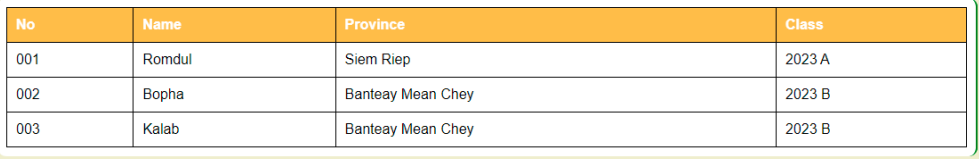 No Name Province Class
001 Romdul Siem Riep 2023 A
002 Bopha Banteay Mean Chey 2023 B
003 Kalab Banteay Mean Chey 2023 B